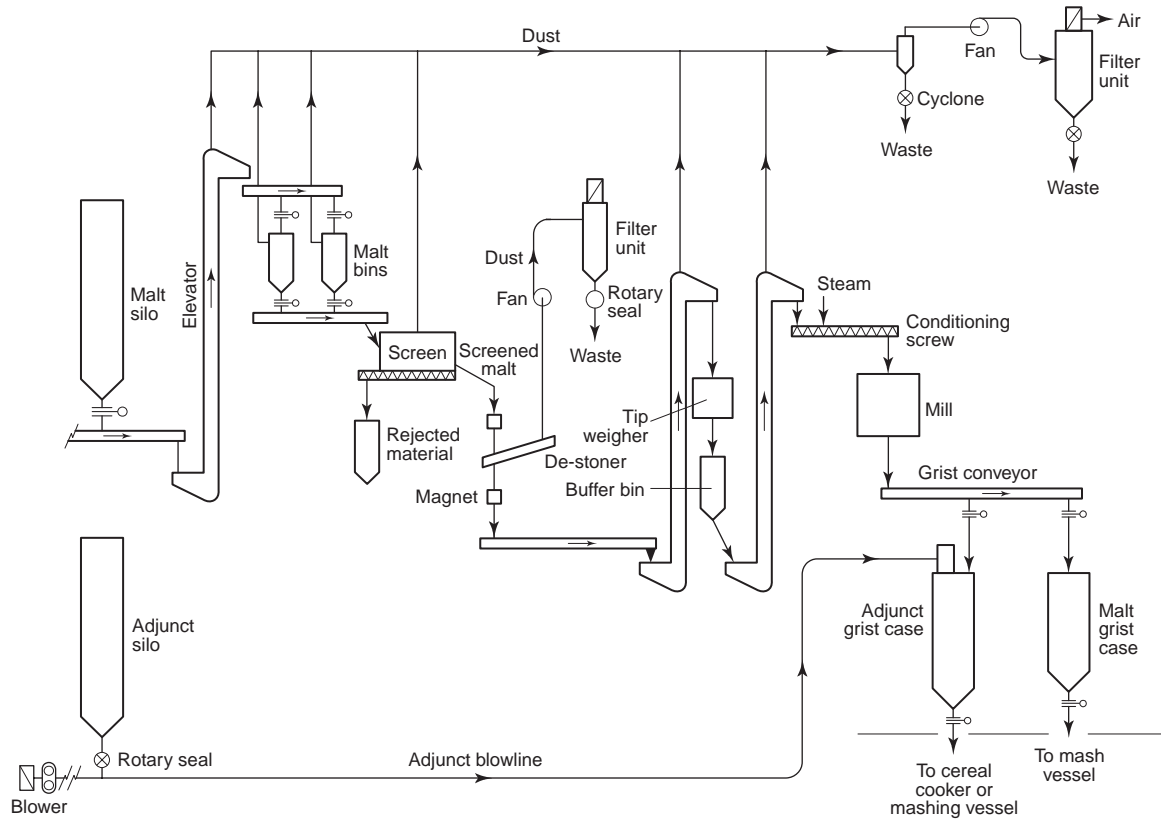 Dust
Air
Fan
Filter
unit
Cyclone
Waste
Waste
Malt
silo
Elevator
Malt
bins
Dust
Filter
unit
Fan
Rotary
seal
Waste
Steam
Conditioning
screw
Screen
Screened
malt
Rejected
material
Tip
weigher
Mill
De-stoner
Magnet
Buffer bin
Grist conveyor
Adjunct
silo
Adjunct
grist case
Malt
grist
case
Rotary seal
Adjunct blowline
Blower
To cereal
cooker or
mashing vessel
To mash
vessel